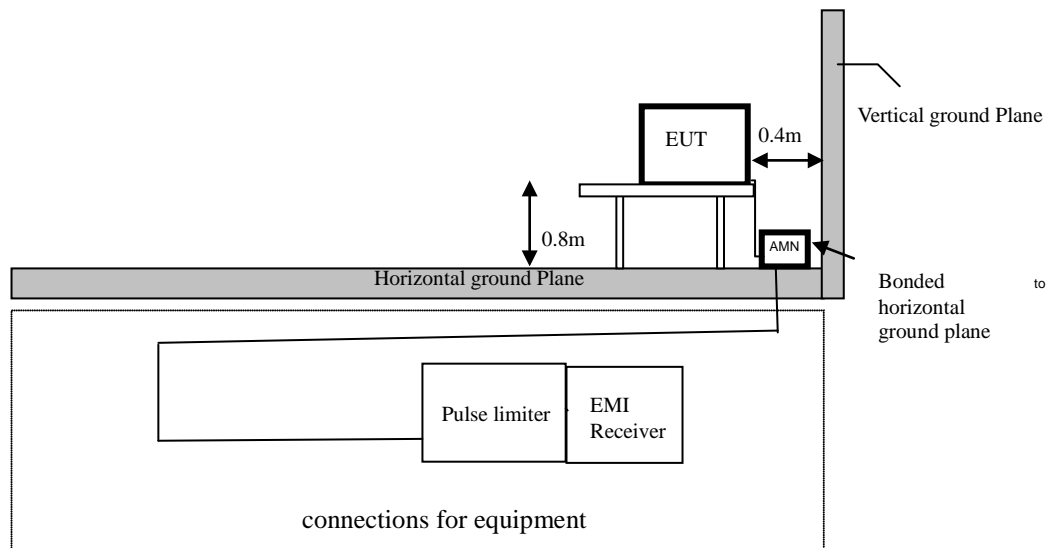 EUT
0.4m
Vertical ground Plane
0.8m
AMN
Horizontal ground Plane
Bonded to
horizontal
ground plane
Pulse limiter
EMI
Receiver
connections for equipment